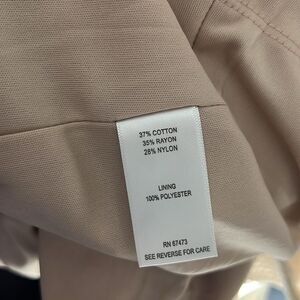 37% COTTON
35% RAYON
28% NYLON
LINING
100% POLYESTER
RN 67473
SEE REVERSE FOR CARE